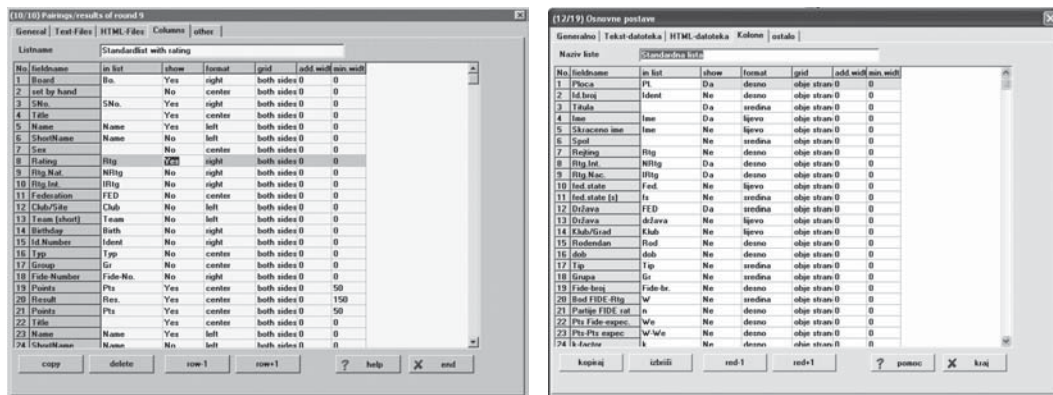 (10/10) Pairings/results of round 9
General Text-Files HTML-Files Columns other
Listname Standardlist with rating
No. fieldname in list show format grid add.widt min.widt
1 Board Bo. Yes right both sides 0 0
2 set by hand No center both sides 0 0
3 SNo. SNo. Yes right both sides 0 0
4 Title Yes center both sides 0 0
5 Name Name Yes left both sides 0 0
6 ShortName Name No left both sides 0 0
7 Sex No center both sides 0 0
8 Rating Rtg Yes right both sides 0 0
9 Rtg.Nat. NRtg No right both sides 0 0
10 Rtg.Int. IRtg No right both sides 0 0
11 Federation FED No center both sides 0 0
12 Club/Site Club No left both sides 0 0
13 Team (short) Team No left both sides 0 0
14 Birthday Birth No right both sides 0 0
15 Id.Number Ident No right both sides 0 0
16 Typ Typ No center both sides 0 0
17 Group Gr No center both sides 0 0
18 Fide-Number Fide-No. No right both sides 0 0
19 Points Pts Yes center both sides 0 50
20 Result Res. Yes center both sides 0 150
21 Points Pts Yes center both sides 0 50
22 Title Yes center both sides 0 0
23 Name Name Yes left both sides 0 0
24 ShortName Name No left both sides 0 0
copy delete row-1 row+1 ? help X end
(12/19) Osnovne postave
Generalno Tekst-datoteka HTML-datoteka Kolone ostalo
Naziv liste Standardna lista
No. fieldname in list show format grid add.widt min.widt
1 Ploca Pl. Da desno obje stran 0 0
2 Id.broj Ident Ne desno obje stran 0 0
3 Titula Da sredina obje stran 0 0
4 Ime Ime Da lijevo obje stran 0 0
5 Skraceno ime Ime Ne lijevo obje stran 0 0
6 Spol Ne sredina obje stran 0 0
7 Rejting Rtg Ne desno obje stran 0 0
8 Rtg.Int. NRtg Da desno obje stran 0 0
9 Rtg.Nac. IRtg Da desno obje stran 0 0
10 fed.state Fed. Ne lijevo obje stran 0 0
11 fed.state (s) fs Ne sredina obje stran 0 0
12 Država FED Da sredina obje stran 0 0
13 Država država Ne lijevo obje stran 0 0
14 Klub/Grad Klub Ne lijevo obje stran 0 0
15 Rodendan Rod Ne desno obje stran 0 0
16 dob dob Ne desno obje stran 0 0
17 Tip Tip Ne sredina obje stran 0 0
18 Grupa Gr Ne sredina obje stran 0 0
19 Fide-broj Fide-br. Ne desno obje stran 0 0
20 Bod FIDE-Rtg W Ne sredina obje stran 0 0
21 Partije FIDE rat n Ne desno obje stran 0 0
22 Pts Fide-expec. We Ne desno obje stran 0 0
23 Pts-Pts expec W-We Ne desno obje stran 0 0
24 k-factor k Ne desno obje stran 0 0
kopiraj izbriši red-1 red+1 ? pomoc X kraj